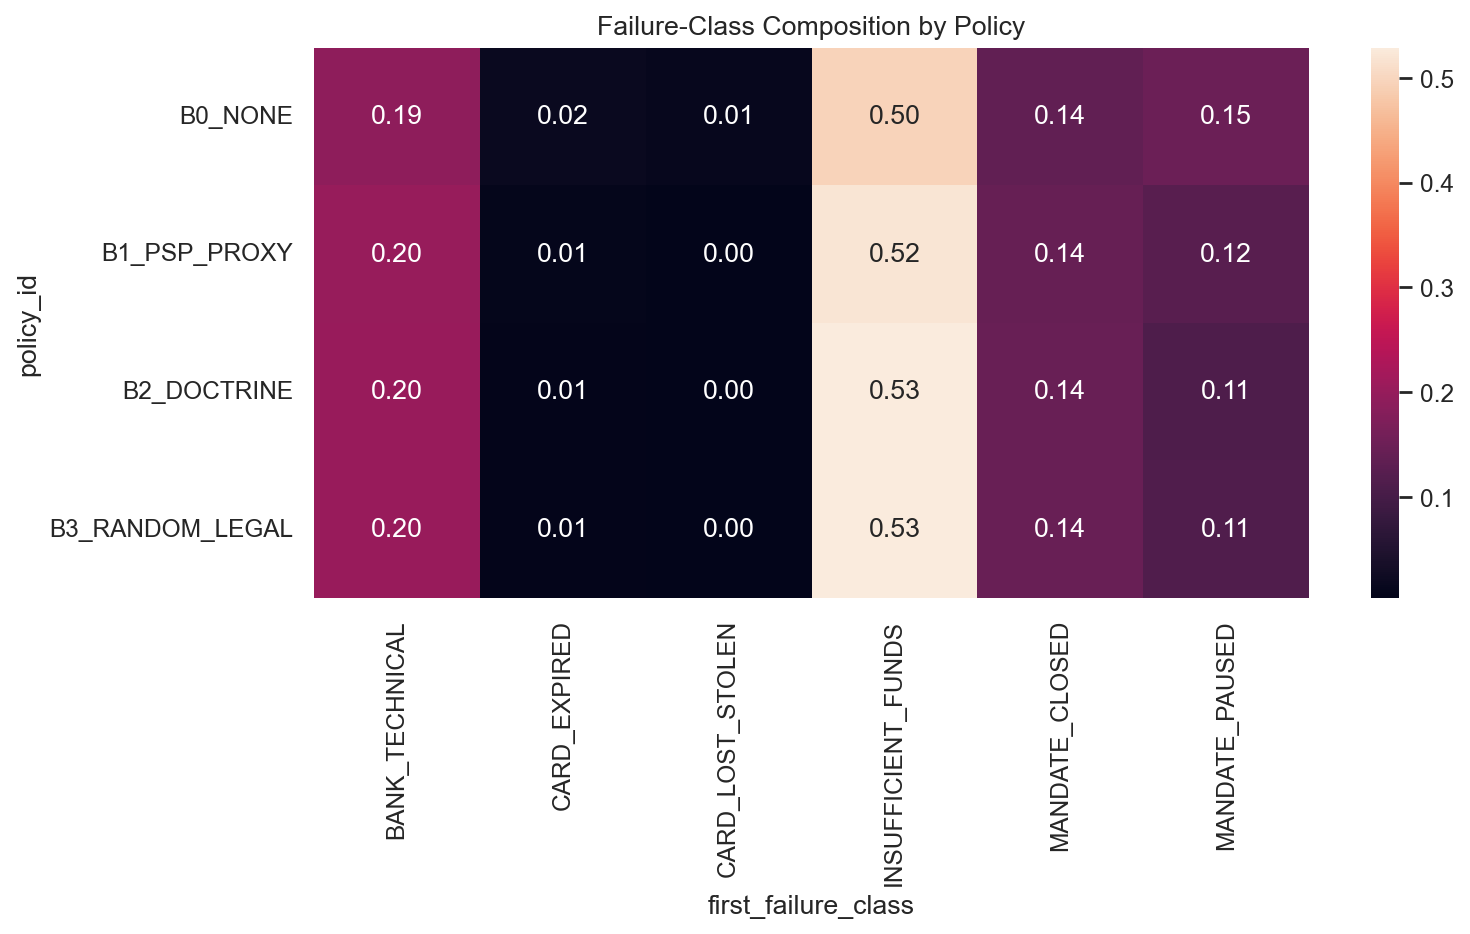 Failure-Class Composition by Policy
policy_id
B0_NONE 0.19 0.02 0.01 0.50 0.14 0.15
B1_PSP_PROXY 0.20 0.01 0.00 0.52 0.14 0.12
B2_DOCTRINE 0.20 0.01 0.00 0.53 0.14 0.11
B3_RANDOM_LEGAL 0.20 0.01 0.00 0.53 0.14 0.11
BANK_TECHNICAL
CARD_EXPIRED
CARD_LOST_STOLEN
INSUFFICIENT_FUNDS
MANDATE_CLOSED
MANDATE_PAUSED
first_failure_class
0.5
0.4
0.3
0.2
0.1